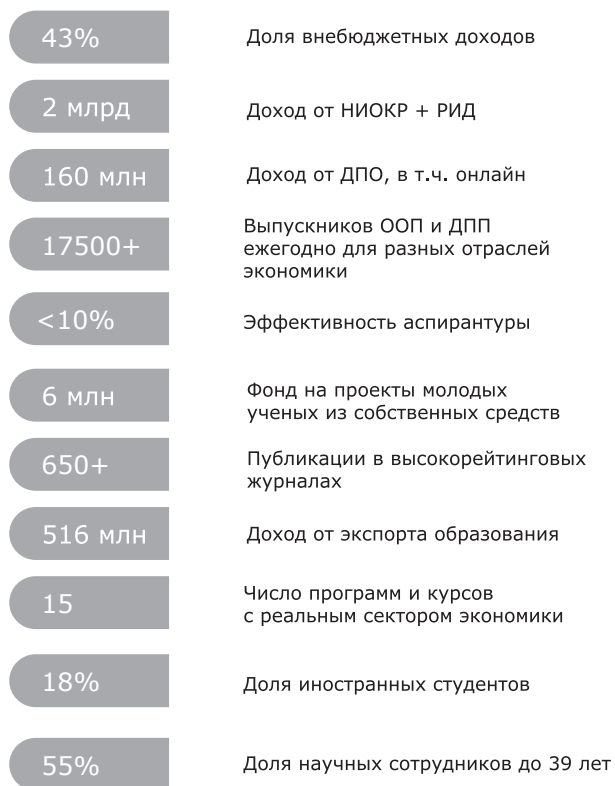 43%
Доля внебюджетных доходов
2 млрд
Доход от НИОКР + РИД
160 млн
Доход от ДПО, в т.ч. онлайн
17500+
Выпускников ООП и ДПП
ежегодно для разных отраслей
экономики
<10%
Эффективность аспирантуры
6 млн
Фонд на проекты молодых
ученых из собственных средств
650+
Публикации в высокорейтинговых
журналах
516 млн
Доход от экспорта образования
15
Число программ и курсов
с реальным сектором экономики
18%
Доля иностранных студентов
55%
Доля научных сотрудников до 39 лет